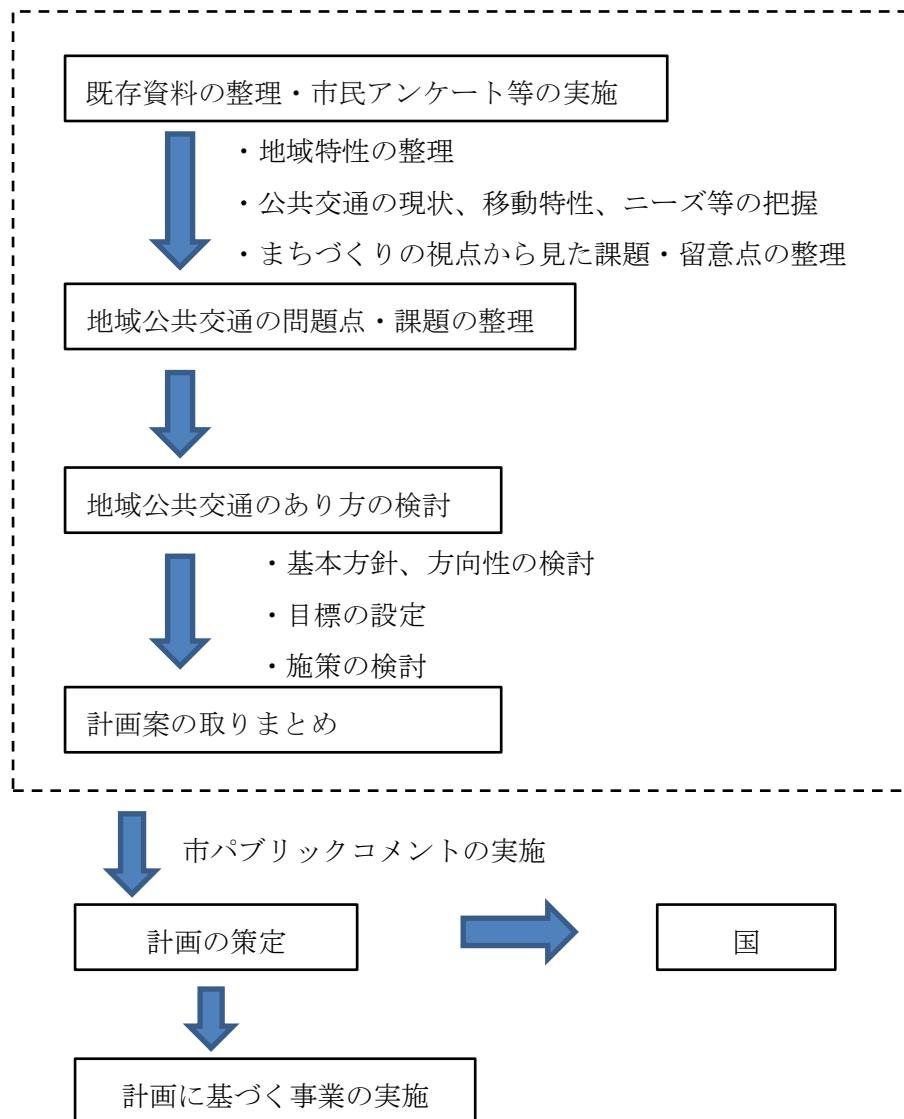 既存資料の整理・市民アンケート等の実施
・地域特性の整理
・公共交通の現状、移動特性、ニーズ等の把握
・まちづくりの視点から見た課題・留意点の整理
地域公共交通の問題点・課題の整理
地域公共交通のあり方の検討
・基本方針、方向性の検討
・目標の設定
・施策の検討
計画案の取りまとめ
市パブリックコメントの実施
計画の策定
国
計画に基づく事業の実施